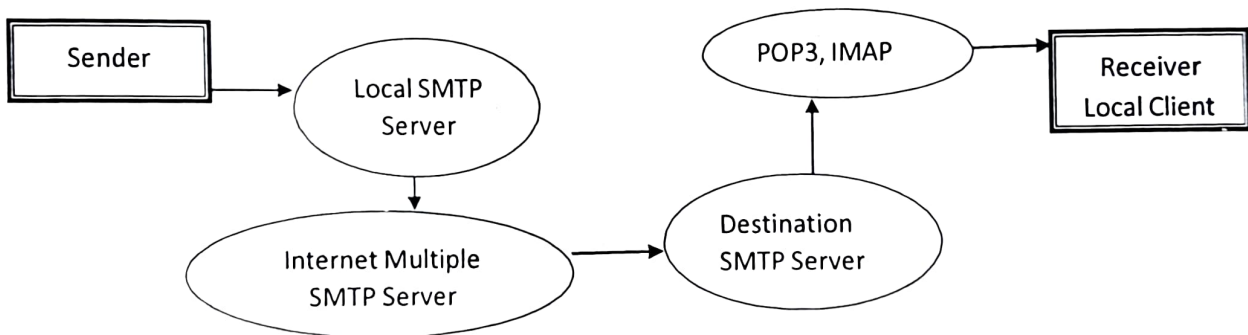 Sender
Local SMTP
Server
Internet Multiple
SMTP Server
Destination
SMTP Server
POP3, IMAP
Receiver
Local Client